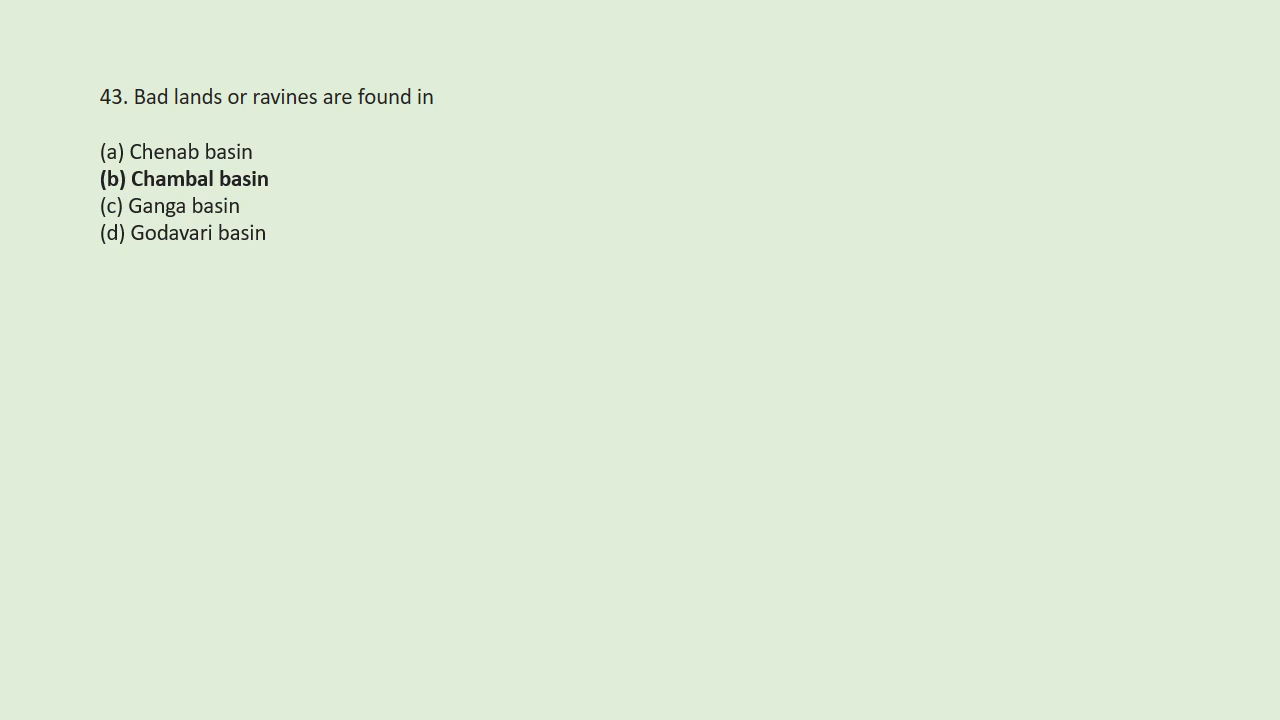 43. Bad lands or ravines are found in
(a) Chenab basin
(b) Chambal basin
(c) Ganga basin
(d) Godavari basin